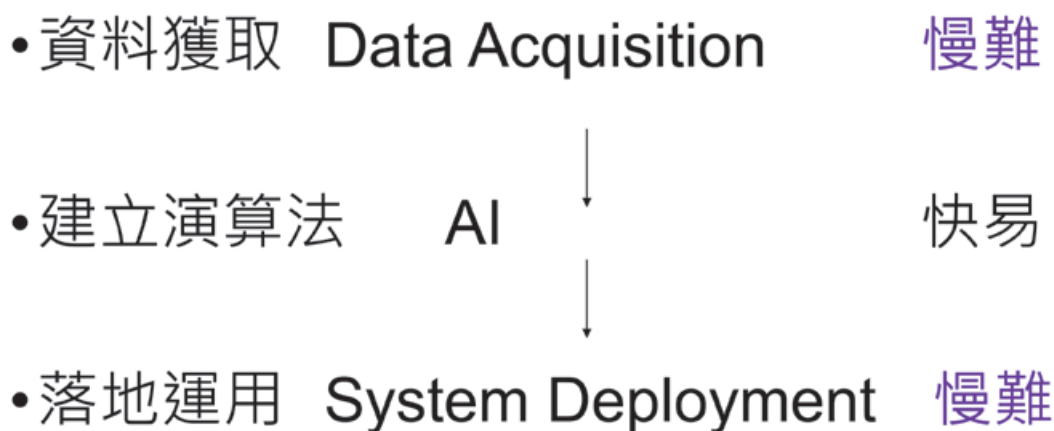 •資料獲取 Data Acquisition 慢難
•建立演算法 AI 快易
•落地運用 System Deployment 慢難